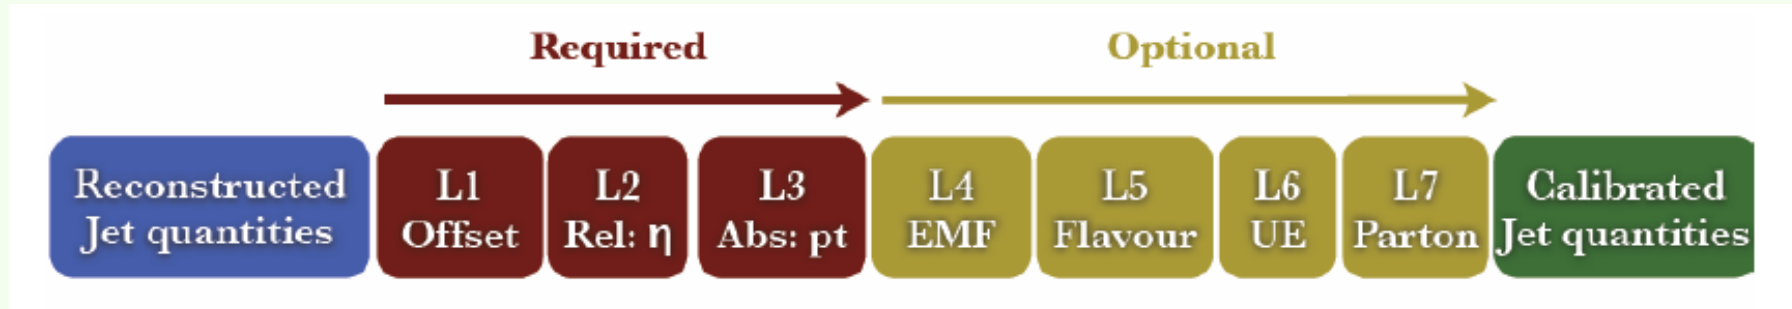 Required
Optional
Reconstructed
Jet quantities
L1
Offset
L2
Rel: η
L3
Abs: pt
L4
EMF
L5
Flavour
L6
UE
L7
Parton
Calibrated
Jet quantities